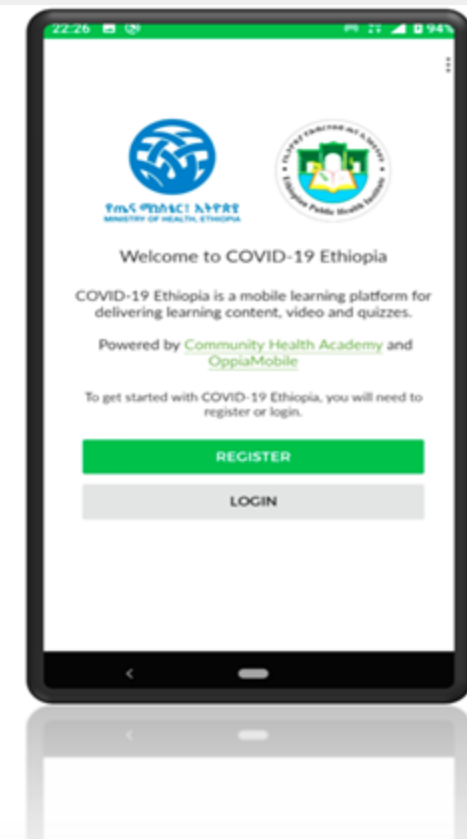 22:26
94%
የጤና ሚኒስቴር፣ ኢትዮጵያ
MINISTRY OF HEALTH, ETHIOPIA
Ethiopian Public Health Institute
Welcome to COVID-19 Ethiopia
COVID-19 Ethiopia is a mobile learning platform for
delivering learning content, video and quizzes.
Powered by Community Health Academy and
OppiaMobile
To get started with COVID-19 Ethiopia, you will need to
register or login.
REGISTER
LOGIN